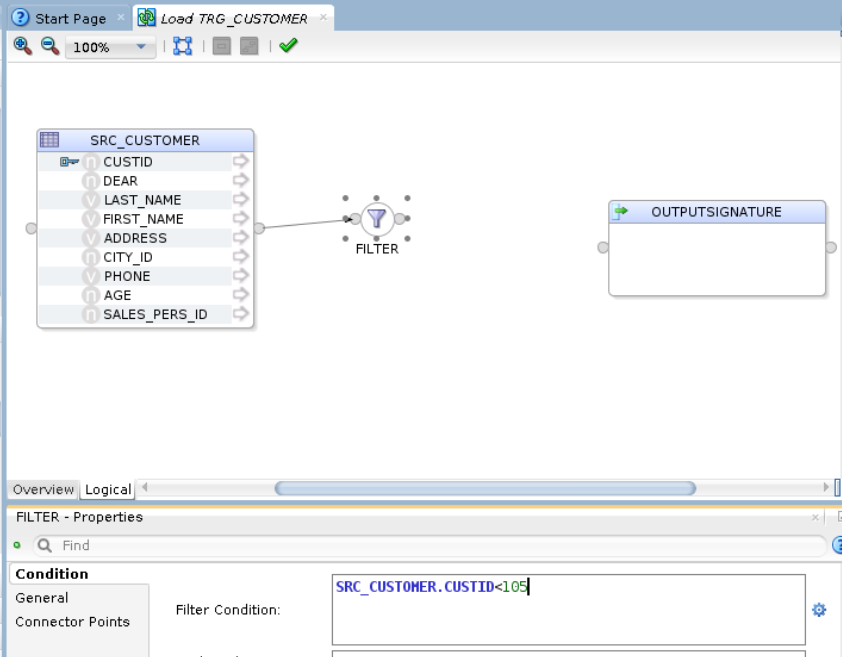 Start Page
Load TRG_CUSTOMER
100%
SRC_CUSTOMER
CUSTID
DEAR
LAST_NAME
FIRST_NAME
ADDRESS
CITY_ID
PHONE
AGE
SALES_PERS_ID
FILTER
OUTPUTSIGNATURE
Overview
Logical
FILTER - Properties
Find
Condition
General
Connector Points
Filter Condition:
SRC_CUSTOMER.CUSTID<105